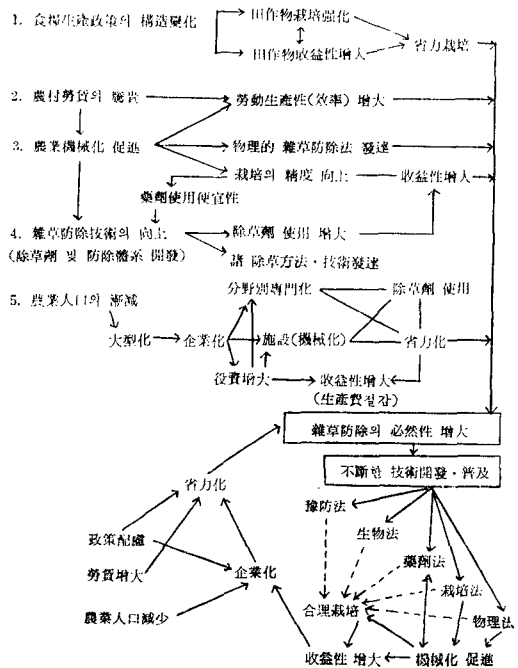 1. 食糧生産政策의 構造變化
田作物栽培强化
田作物収益性增大
省力栽培
2. 農村勞賃의 騰貴
勞動生産性(效率) 增大
3. 農業機械化 促進
物理的 雜草防除法 發達
栽培의 精度 向上
收益性增大
藥劑使用便宜性
4. 雜草防除技術의 向上
(除草劑 및 防除體系 開發)
除草劑 使用 增大
諸 除草方法·技術發達
分野別專門化
除草劑 使用
5. 農業人口의 漸減
大型化
企業化
施設(機械化)
省力化
役資增大
收益性增大
(生産費절감)
雜草防除의 必然性 增大
不斷한 技術開發·普及
省力化
豫防法
生物法
政策配慮
藥劑法
勞賃增大
企業化
栽培法
合理栽培
農業人口減少
物理法
收益性 增大
機械化 促進